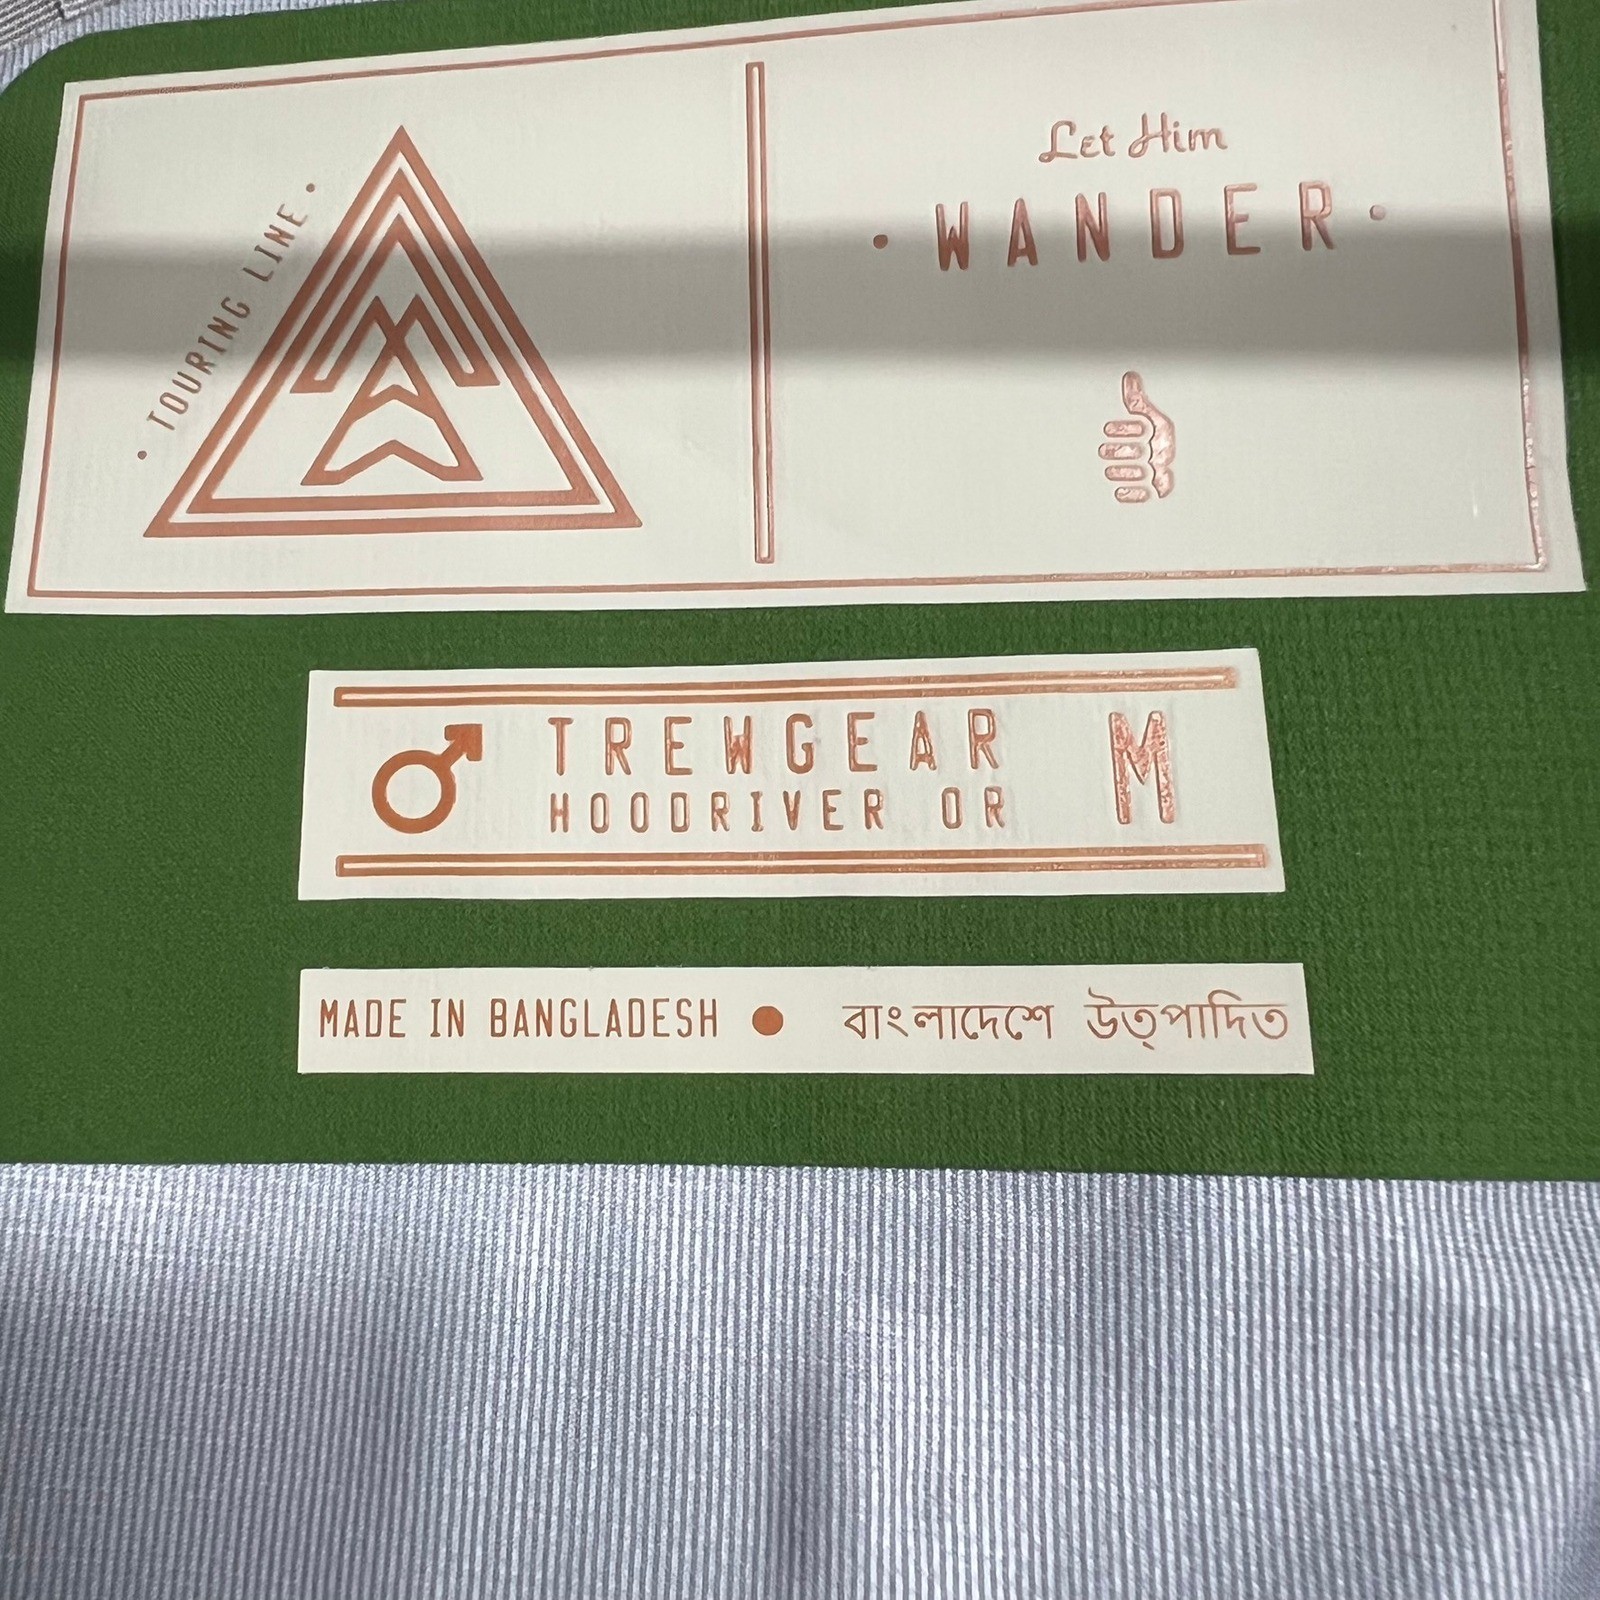 • TOURING LINE •
Let Him
• WANDER •
♂ TREWGEAR M
HOODRIVER OR
MADE IN BANGLADESH ● বাংলাদেশে উত্পাদিত